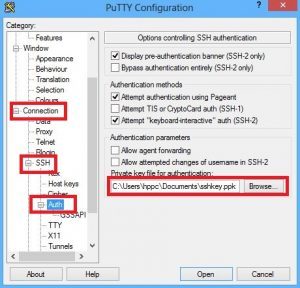 PuTTY Configuration
Category:
Features
Window
Appearance
Behaviour
Translation
Selection
Colours
Connection
Data
Proxy
Telnet
Rlogin
SSH
Kex
Host keys
Cipher
Auth
GSSAPI
TTY
X11
Tunnels
Options controlling SSH authentication
Display pre-authentication banner (SSH-2 only)
Bypass authentication entirely (SSH-2 only)
Authentication methods
Attempt authentication using Pageant
Attempt TIS or CryptoCard auth (SSH-1)
Attempt "keyboard-interactive" auth (SSH-2)
Authentication parameters
Allow agent forwarding
Allow attempted changes of username in SSH-2
Private key file for authentication:
C:\Users\hppc\Documents\sshkey.ppk
Browse...
About
Help
Open
Cancel